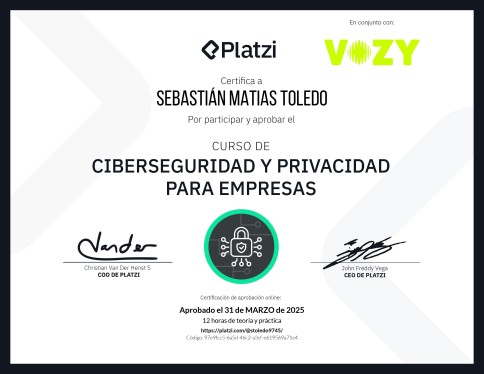 En conjunto con:
Platzi
VOZY
Certifica a
SEBASTIÁN MATIAS TOLEDO
Por participar y aprobar el
CURSO DE
CIBERSEGURIDAD Y PRIVACIDAD
PARA EMPRESAS
Christian Van Der Henst S
COO DE PLATZI
John Freddy Vega
CEO DE PLATZI
Certificación de aprobación online:
Aprobado el 31 de MARZO de 2025
12 horas de teoría y práctica
https://platzi.com/@stoledo9745/
Código: